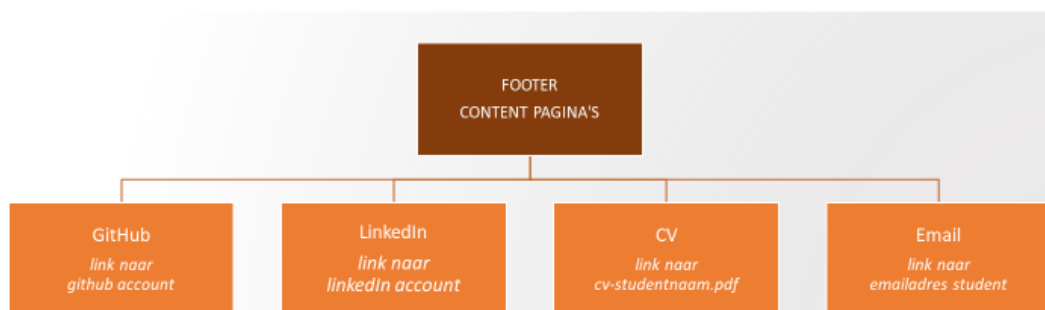 FOOTER
CONTENT PAGINA'S
GitHub
link naar
github account
LinkedIn
link naar
linkedIn account
CV
link naar
cv-studentnaam.pdf
Email
link naar
emailadres student